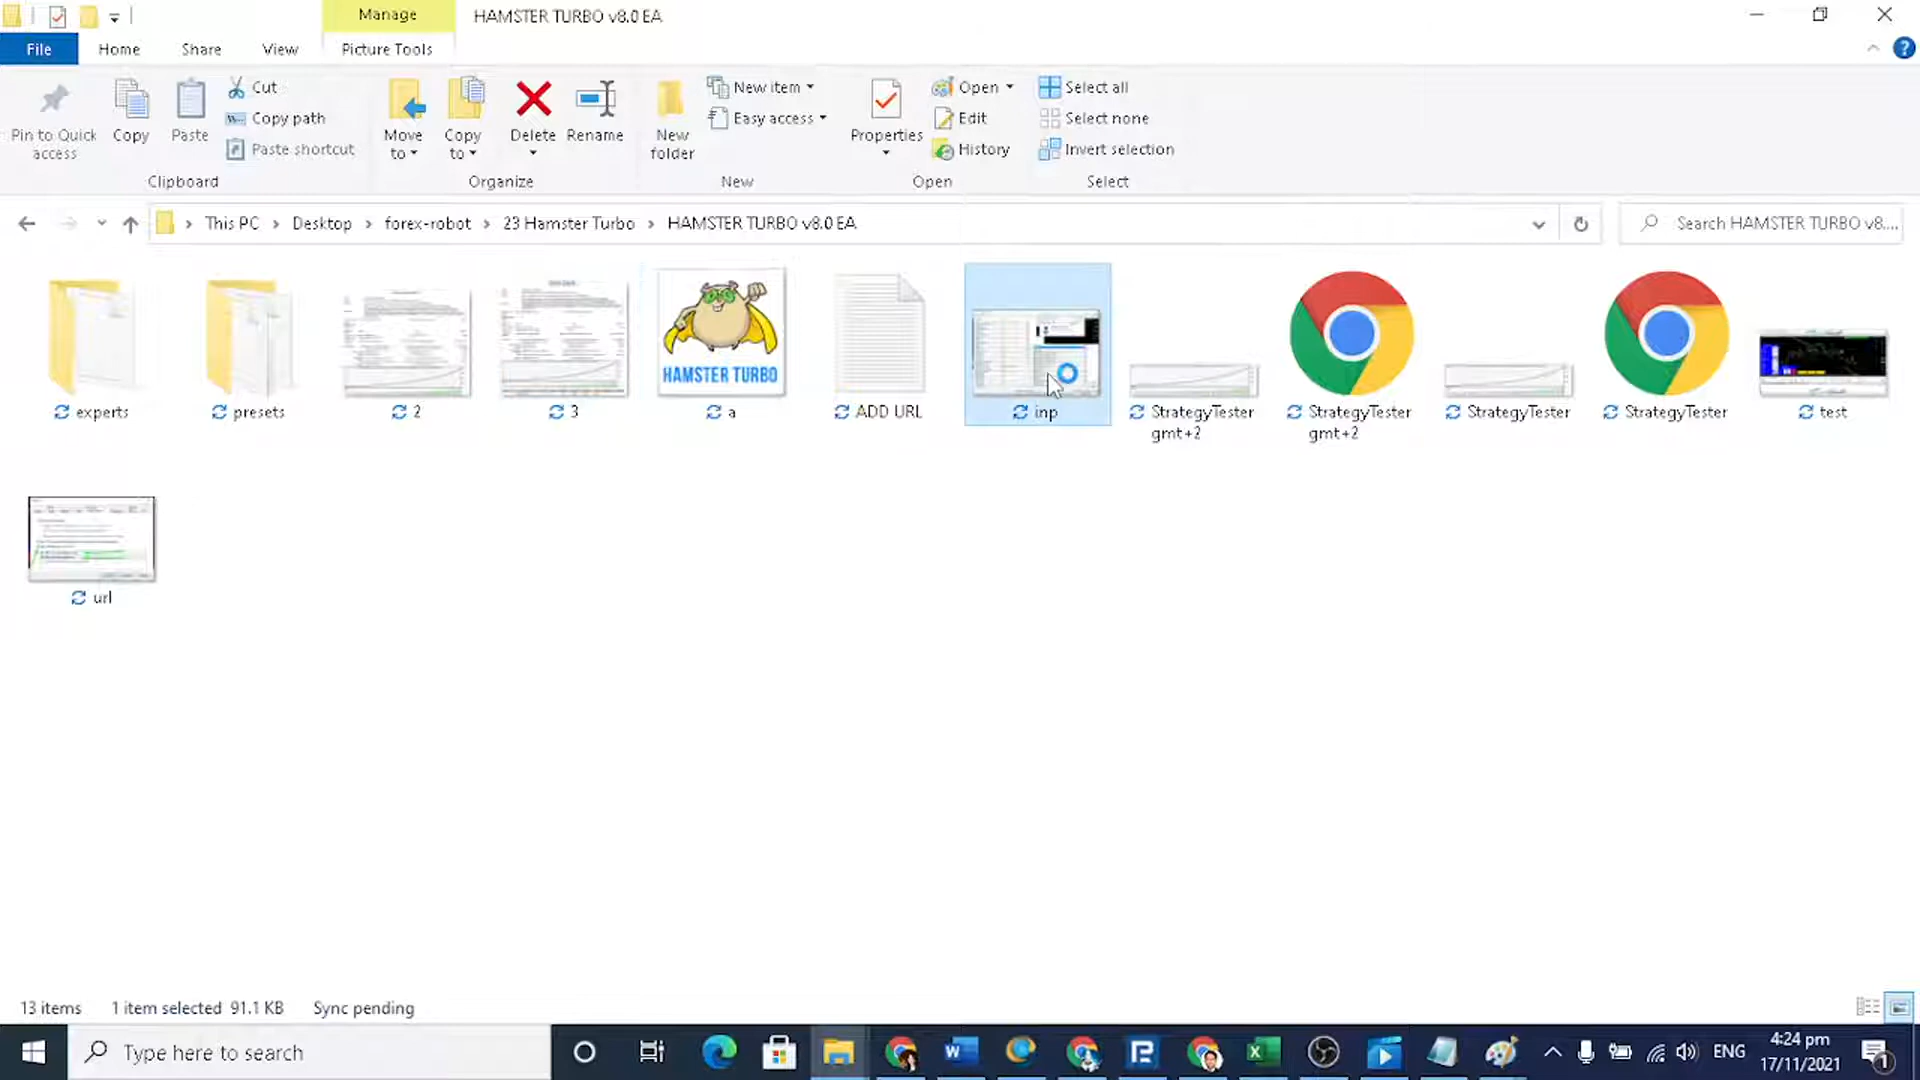 Manage
HAMSTER TURBO v8.0 EA
File
Home
Share
View
Picture Tools
Pin to Quick access
Copy
Paste
Cut
Copy path
Paste shortcut
Clipboard
Move to
Copy to
Delete
Rename
Organize
New folder
New item
Easy access
New
Properties
Open
Edit
History
Open
Select all
Select none
Invert selection
Select
This PC
Desktop
forex-robot
23 Hamster Turbo
HAMSTER TURBO v8.0 EA
Search HAMSTER TURBO v8....
HAMSTER TURBO
experts
presets
2
3
a
ADD URL
inp
StrategyTester
gmt+2
StrategyTester
gmt+2
StrategyTester
StrategyTester
test
url
13 items
1 item selected 91.1 KB
Sync pending
Type here to search
ENG
4:24 pm
17/11/2021
1